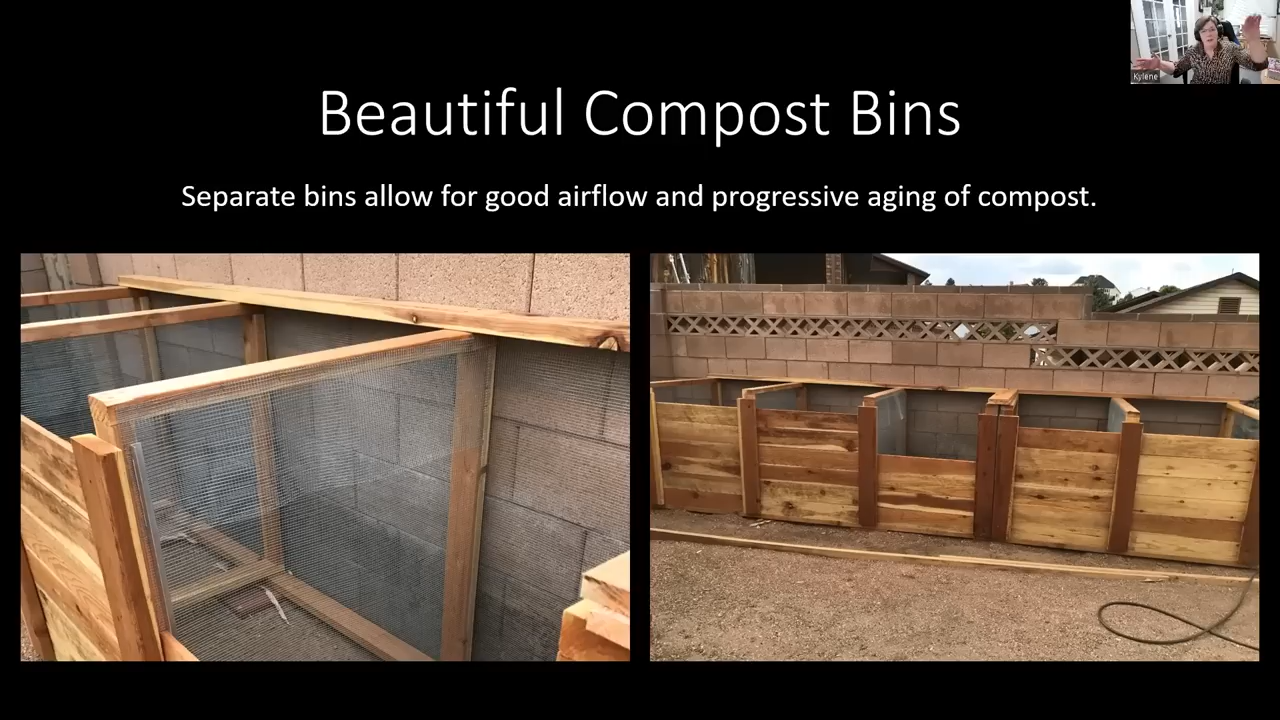 Beautiful Compost Bins
Separate bins allow for good airflow and progressive aging of compost.
Kylene